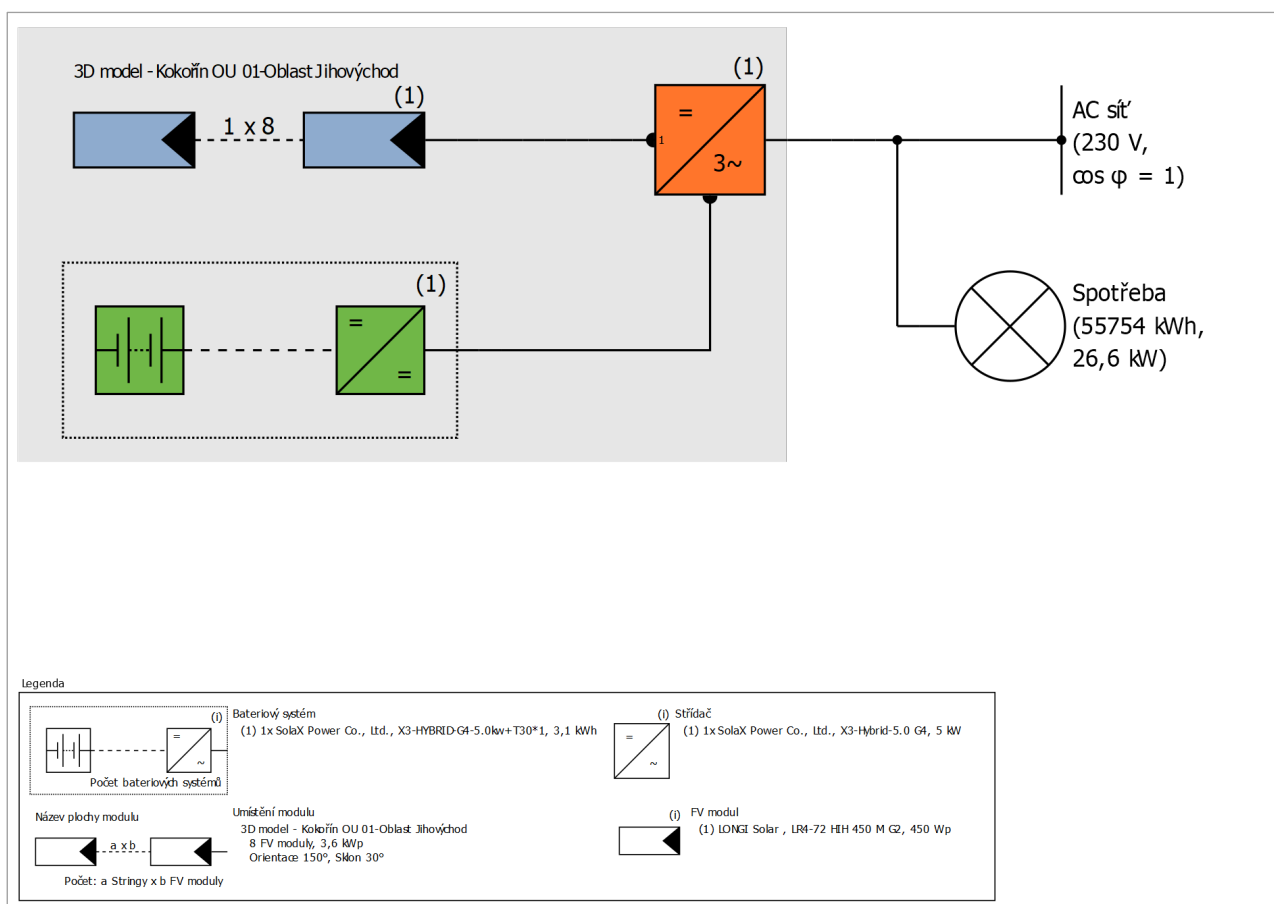 3D model - Kokořín OU 01-Oblast Jihovýchod
(1)
1 x 8
(1)
=
1
3~
AC síť
(230 V,
cos φ = 1)
(1)
=
=
Spotřeba
(55754 kWh,
26,6 kW)
Legenda
(i)
=
~
Počet bateriových systémů
Bateriový systém
(1) 1x SolaX Power Co., Ltd., X3-HYBRID-G4-5.0kw+T30*1, 3,1 kWh
(i)
=
~
Střídač
(1) 1x SolaX Power Co., Ltd., X3-Hybrid-5.0 G4, 5 kW
Název plochy modulu
a x b
Počet: a Stringy x b FV moduly
Umístění modulu
3D model - Kokořín OU 01-Oblast Jihovýchod
8 FV moduly, 3,6 kWp
Orientace 150°, Sklon 30°
(i)
FV modul
(1) LONGI Solar , LR4-72 HIH 450 M G2, 450 Wp